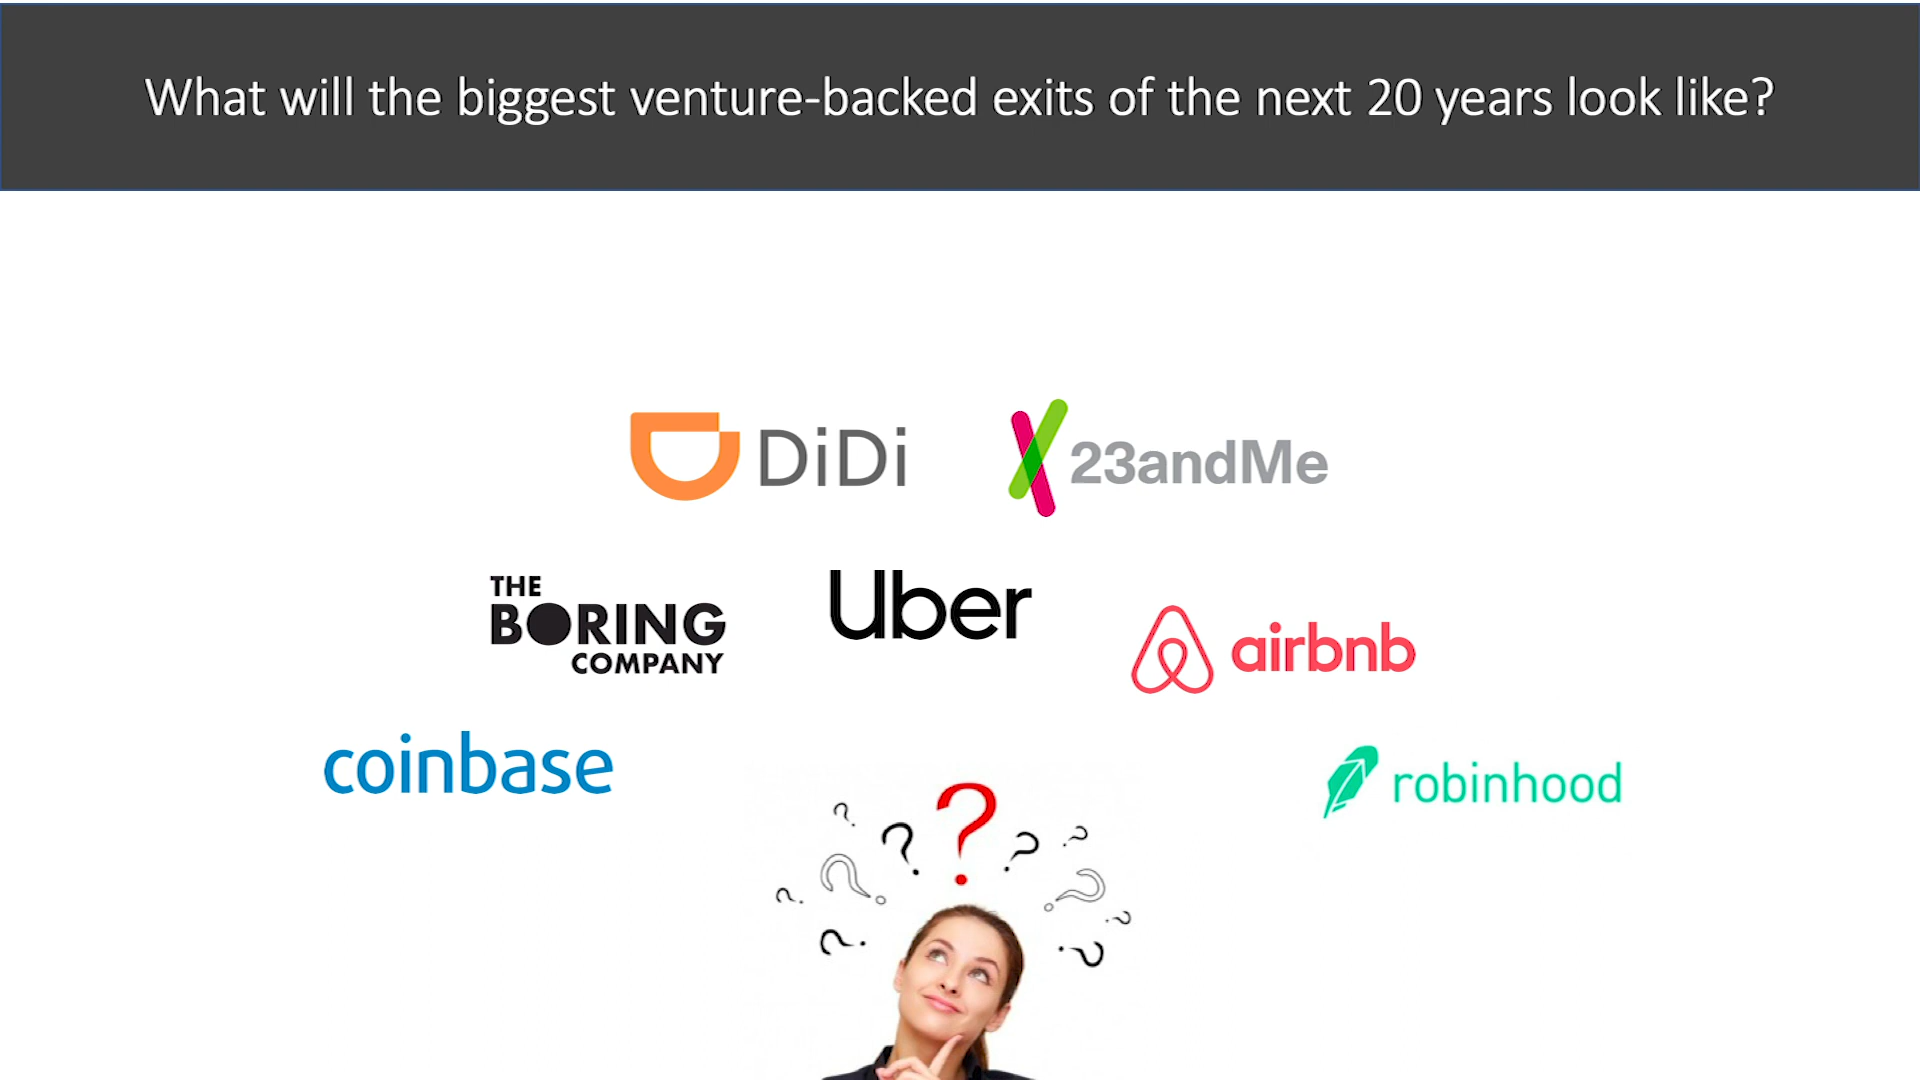 What will the biggest venture-backed exits of the next 20 years look like?
DiDi
23andMe
THE
BORING
COMPANY
Uber
airbnb
coinbase
robinhood
? ? ? ? ? ? ? ? ? ? ?